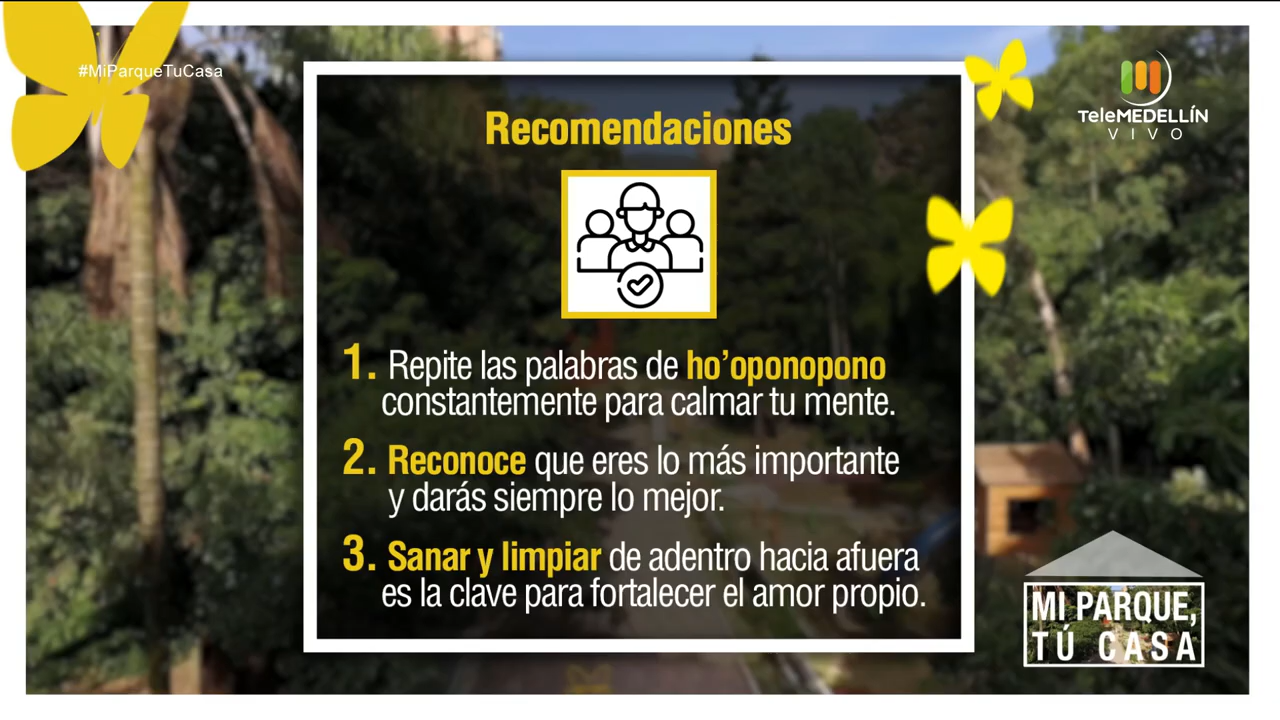 #MiParqueTuCasa
TeleMEDELLÍN
VIVO
Recomendaciones
1. Repite las palabras de ho’oponopono
constantemente para calmar tu mente.
2. Reconoce que eres lo más importante
y darás siempre lo mejor.
3. Sanar y limpiar de adentro hacia afuera
es la clave para fortalecer el amor propio.
MI PARQUE,
TÚ CASA